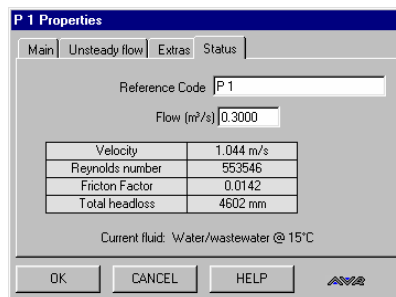 P 1 Properties
Main Unsteady flow Extras Status
Reference Code P 1
Flow (m³/s) 0.3000
Velocity 1.044 m/s
Reynolds number 553546
Fricton Factor 0.0142
Total headloss 4602 mm
Current fluid: Water/wastewater @ 15°C
OK CANCEL HELP